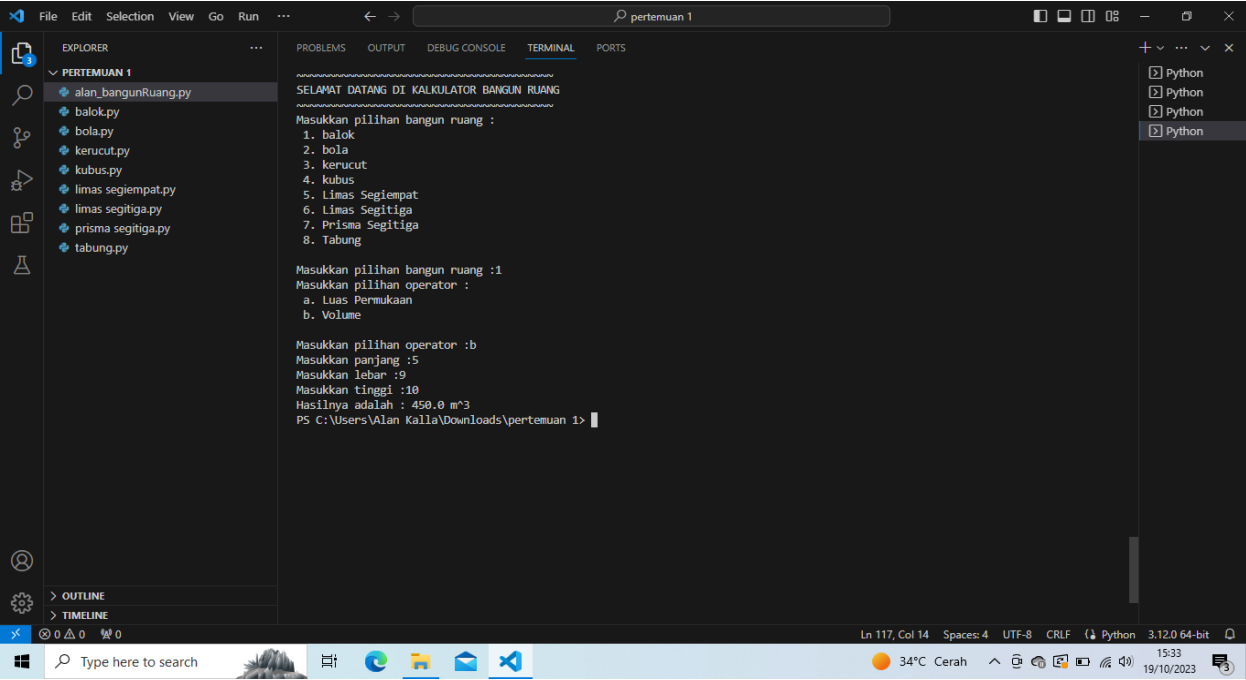 File Edit Selection View Go Run ···
pertemuan 1
EXPLORER ···
PERTEMUAN 1
alan_bangunRuang.py
balok.py
bola.py
kerucut.py
kubus.py
limas segiempat.py
limas segitiga.py
prisma segitiga.py
tabung.py
OUTLINE
TIMELINE
3
PROBLEMS OUTPUT DEBUG CONSOLE TERMINAL PORTS
SELAMAT DATANG DI KALKULATOR BANGUN RUANG
Masukkan pilihan bangun ruang :
1. balok
2. bola
3. kerucut
4. kubus
5. Limas Segiempat
6. Limas Segitiga
7. Prisma Segitiga
8. Tabung
Masukkan pilihan bangun ruang :1
Masukkan pilihan operator :
a. Luas Permukaan
b. Volume
Masukkan pilihan operator :b
Masukkan panjang :5
Masukkan lebar :9
Masukkan tinggi :10
Hasilnya adalah : 450.0 m^3
PS C:\Users\Alan Kalla\Downloads\pertemuan 1>
Python
Python
Python
Python
0 0 0 Ln 117, Col 14 Spaces: 4 UTF-8 CRLF Python 3.12.0 64-bit
Type here to search 34°C Cerah 15:33
19/10/2023 3